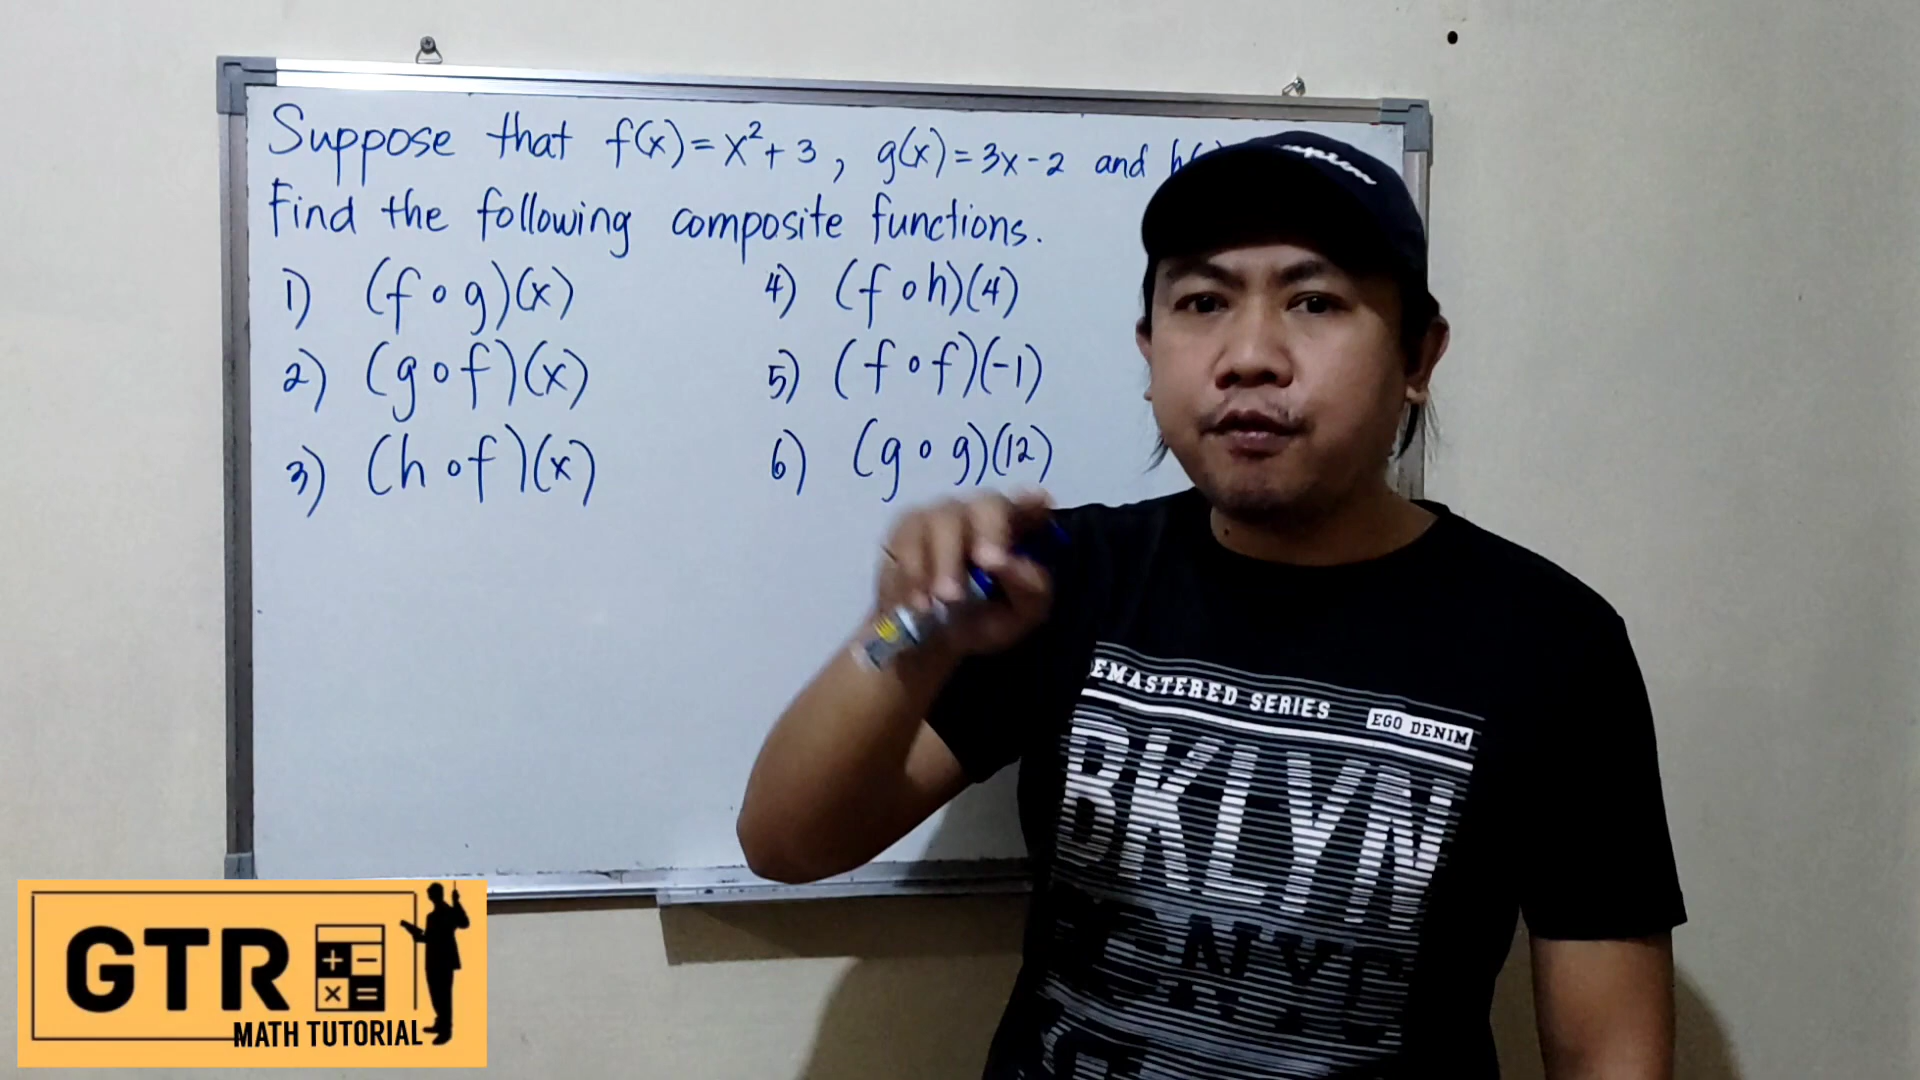 Suppose that f(x)=x²+3, g(x)=3x-2 and h(
Find the following composite functions.
1) (f∘g)(x)
2) (g∘f)(x)
3) (h∘f)(x)
4) (f∘h)(4)
5) (f∘f)(-1)
6) (g∘g)(12)
EMASTERED SERIES
EGO DENIM
BKLYN
GTR
+ −
× =
MATH TUTORIAL